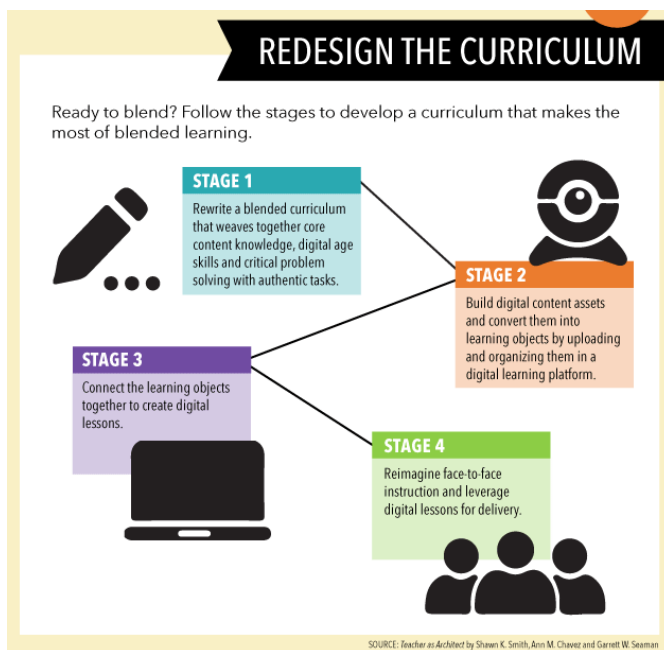 REDESIGN THE CURRICULUM
Ready to blend? Follow the stages to develop a curriculum that makes the
most of blended learning.
STAGE 1
Rewrite a blended curriculum
that weaves together core
content knowledge, digital age
skills and critical problem
solving with authentic tasks.
STAGE 2
Build digital content assets
and convert them into
learning objects by uploading
and organizing them in a
digital learning platform.
STAGE 3
Connect the learning objects
together to create digital
lessons.
STAGE 4
Reimagine face-to-face
instruction and leverage
digital lessons for delivery.
SOURCE: Teacher as Architect by Shawn K. Smith, Ann M. Chavez and Garrett W. Seaman